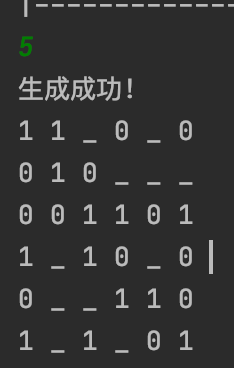 |--------------
5
生成成功！
1 1 _ 0 _ 0
0 1 0 _ _ _
0 0 1 1 0 1
1 _ 1 0 _ 0
0 _ _ 1 1 0
1 _ 1 _ 0 1